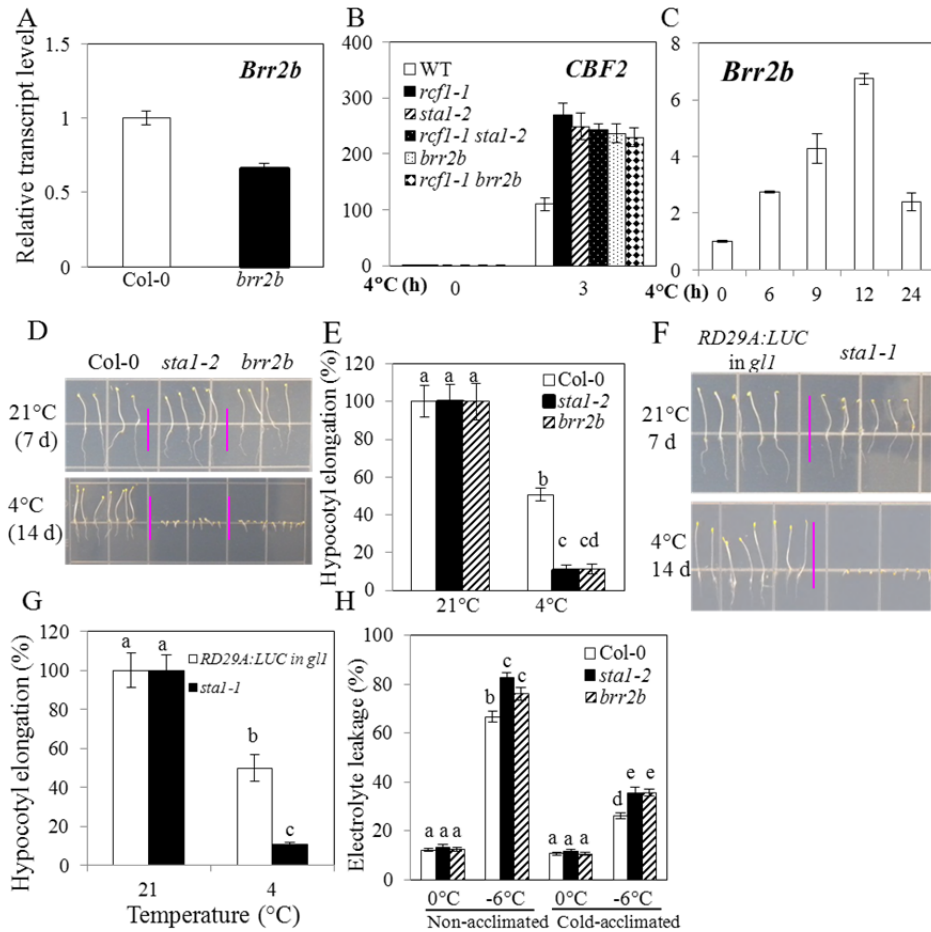 A
Relative transcript level
1.5
1
0.5
0
Brr2b
Col-0
brr2b
B
400
300
200
100
0
CBF2
WT
rcf1-1
sta1-2
rcf1-1 sta1-2
brr2b
rcf1-1 brr2b
4°C (h)
0
3
C
8
6
4
2
0
Brr2b
4°C (h)
0
6
9
12
24
D
Col-0
sta1-2
brr2b
21°C
(7 d)
4°C
(14 d)
E
Hypocotyl elongation (%)
120
100
80
60
40
20
0
a
a
a
b
c
cd
Col-0
sta1-2
brr2b
21°C
4°C
F
RD29A:LUC
in gl1
sta1-1
21°C
7 d
4°C
14 d
G
Hypocotyl elongation (%)
120
100
80
60
40
20
0
a
a
b
c
RD29A:LUC in gl1
sta1-1
21
4
Temperature (°C)
H
Electrolyte leakage (%)
100
80
60
40
20
0
a
a
a
b
c
c
a
a
a
d
e
e
Col-0
sta1-2
brr2b
0°C
-6°C
0°C
-6°C
Non-acclimated
Cold-acclimated